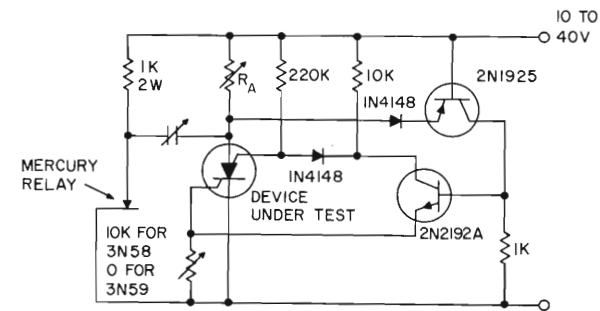 10 TO
40V
1K
2W
RA
220K
10K
2N1925
1N4148
MERCURY
RELAY
1N4148
DEVICE
UNDER TEST
2N2192A
10K FOR
3N58
0 FOR
3N59
1K